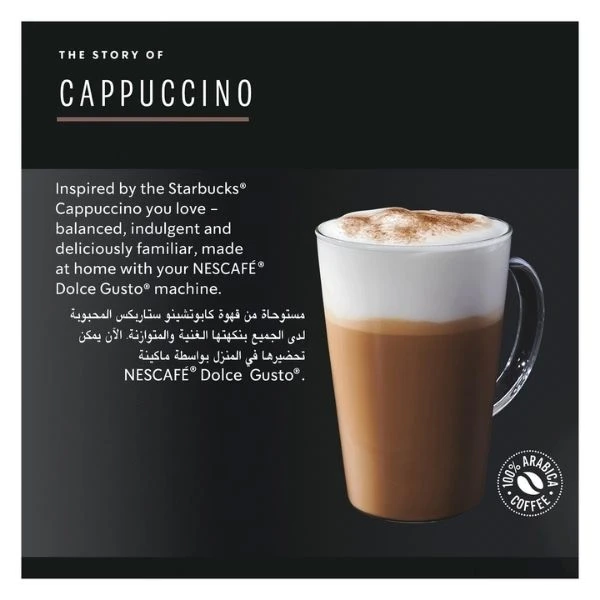 THE STORY OF
CAPPUCCINO
Inspired by the Starbucks®
Cappuccino you love –
balanced, indulgent and
deliciously familiar, made
at home with your NESCAFÉ®
Dolce Gusto® machine.
مستوحاة من قهوة كابوتشينو ستاربكس المحبوبة
لدى الجميع بنكهتها الغنية والمتوازنة. الآن يمكن
تحضيرها في المنزل بواسطة ماكينة
NESCAFÉ® Dolce Gusto®.
100% ARABICA
COFFEE